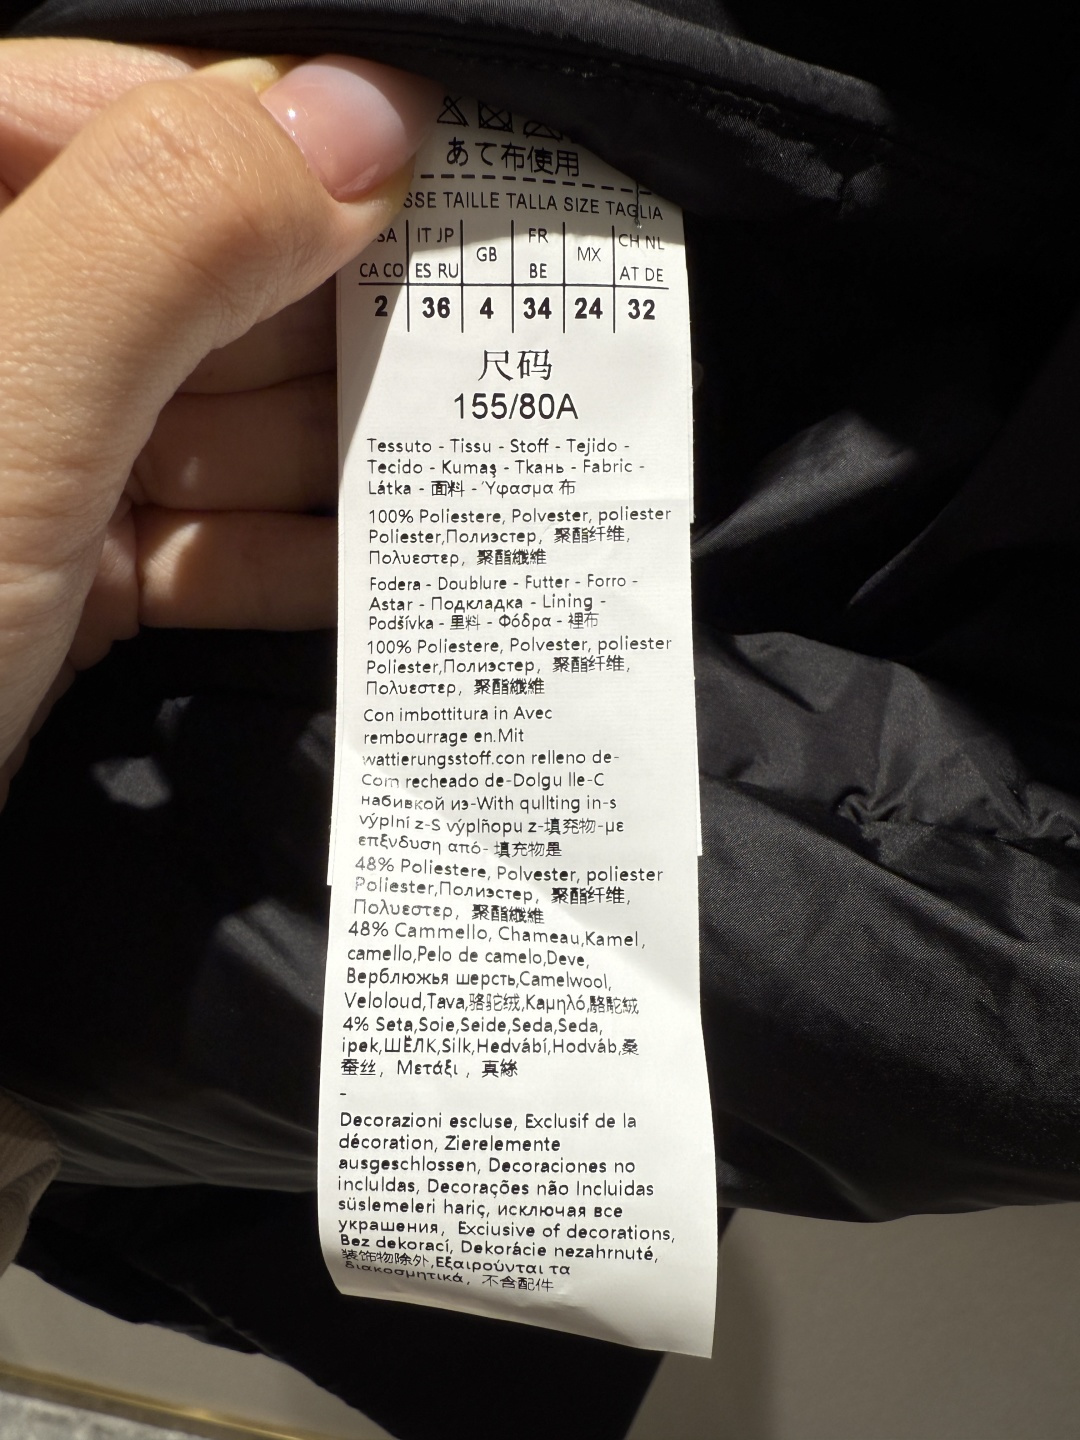 あて布使用
TAILLE TALLA SIZE TAGLIA
IT JP FR CH NL
GB MX
CA CO ES RU BE AT DE
2 36 4 34 24 32
尺码
155/80A
Tessuto - Tissu - Stoff - Tejido -
Tecido - Kumaş - Ткань - Fabric -
Látka - 面料 - Ύφασμα 布
100% Poliestere, Polvester, poliester
Poliester,Полиэстер, 聚酯纤维,
Πολυεστερ, 聚酯纖維
Fodera - Doublure - Futter - Forro -
Astar - Подкладка - Lining -
Podšívka - 里料 - Φόδρα - 裡布
100% Poliestere, Polvester, poliester
Poliester,Полиэстер, 聚酯纤维,
Πολυεστερ, 聚酯纖維
Con imbottitura in Avec
rembourrage en.Mit
wattierungsstoff.con relleno de-
Com recheado de-Dolgu lle-C
набивкой из-With qullting in-s
výplní z-S výplñopu z-填充物-με
επξνδυση από- 填充物是
48% Poliestere, Polvester, poliester
Poliester,Полиэстер, 聚酯纤维,
Πολυεστερ, 聚酯纖維
48% Cammello, Chameau,Kamel,
camello,Pelo de camelo,Deve,
Верблюжья шерсть,Camelwool,
Veloloud,Tava,骆驼绒,Καμηλό,駱駝絨
4% Seta,Soie,Seide,Seda,Seda,
ipek,ШЁЛК,Silk,Hedvábí,Hodváb,桑
蚕丝, Μετάξι , 真絲
-
Decorazioni escluse, Exclusif de la
décoration, Zierelemente
ausgeschlossen, Decoraciones no
incluldas, Decorações não Incluidas
süslemeleri hariç, исключая все
украшения, Exciusive of decorations,
Bez dekorací, Dekorácie nezahrnuté,
装饰物除外,Εξαιρούνται τα
διακοσμητικά, 不含配件